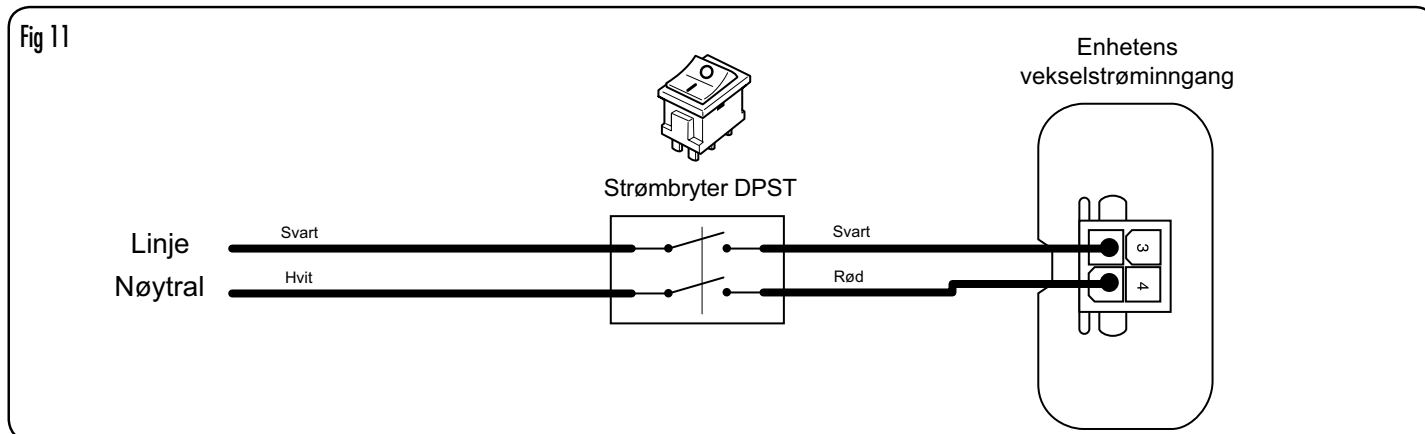 Fig 11
Enhetens
vekselstrøminngang
Strømbryter DPST
Linje
Svart
Svart
Nøytral
Hvit
Rød
3
4